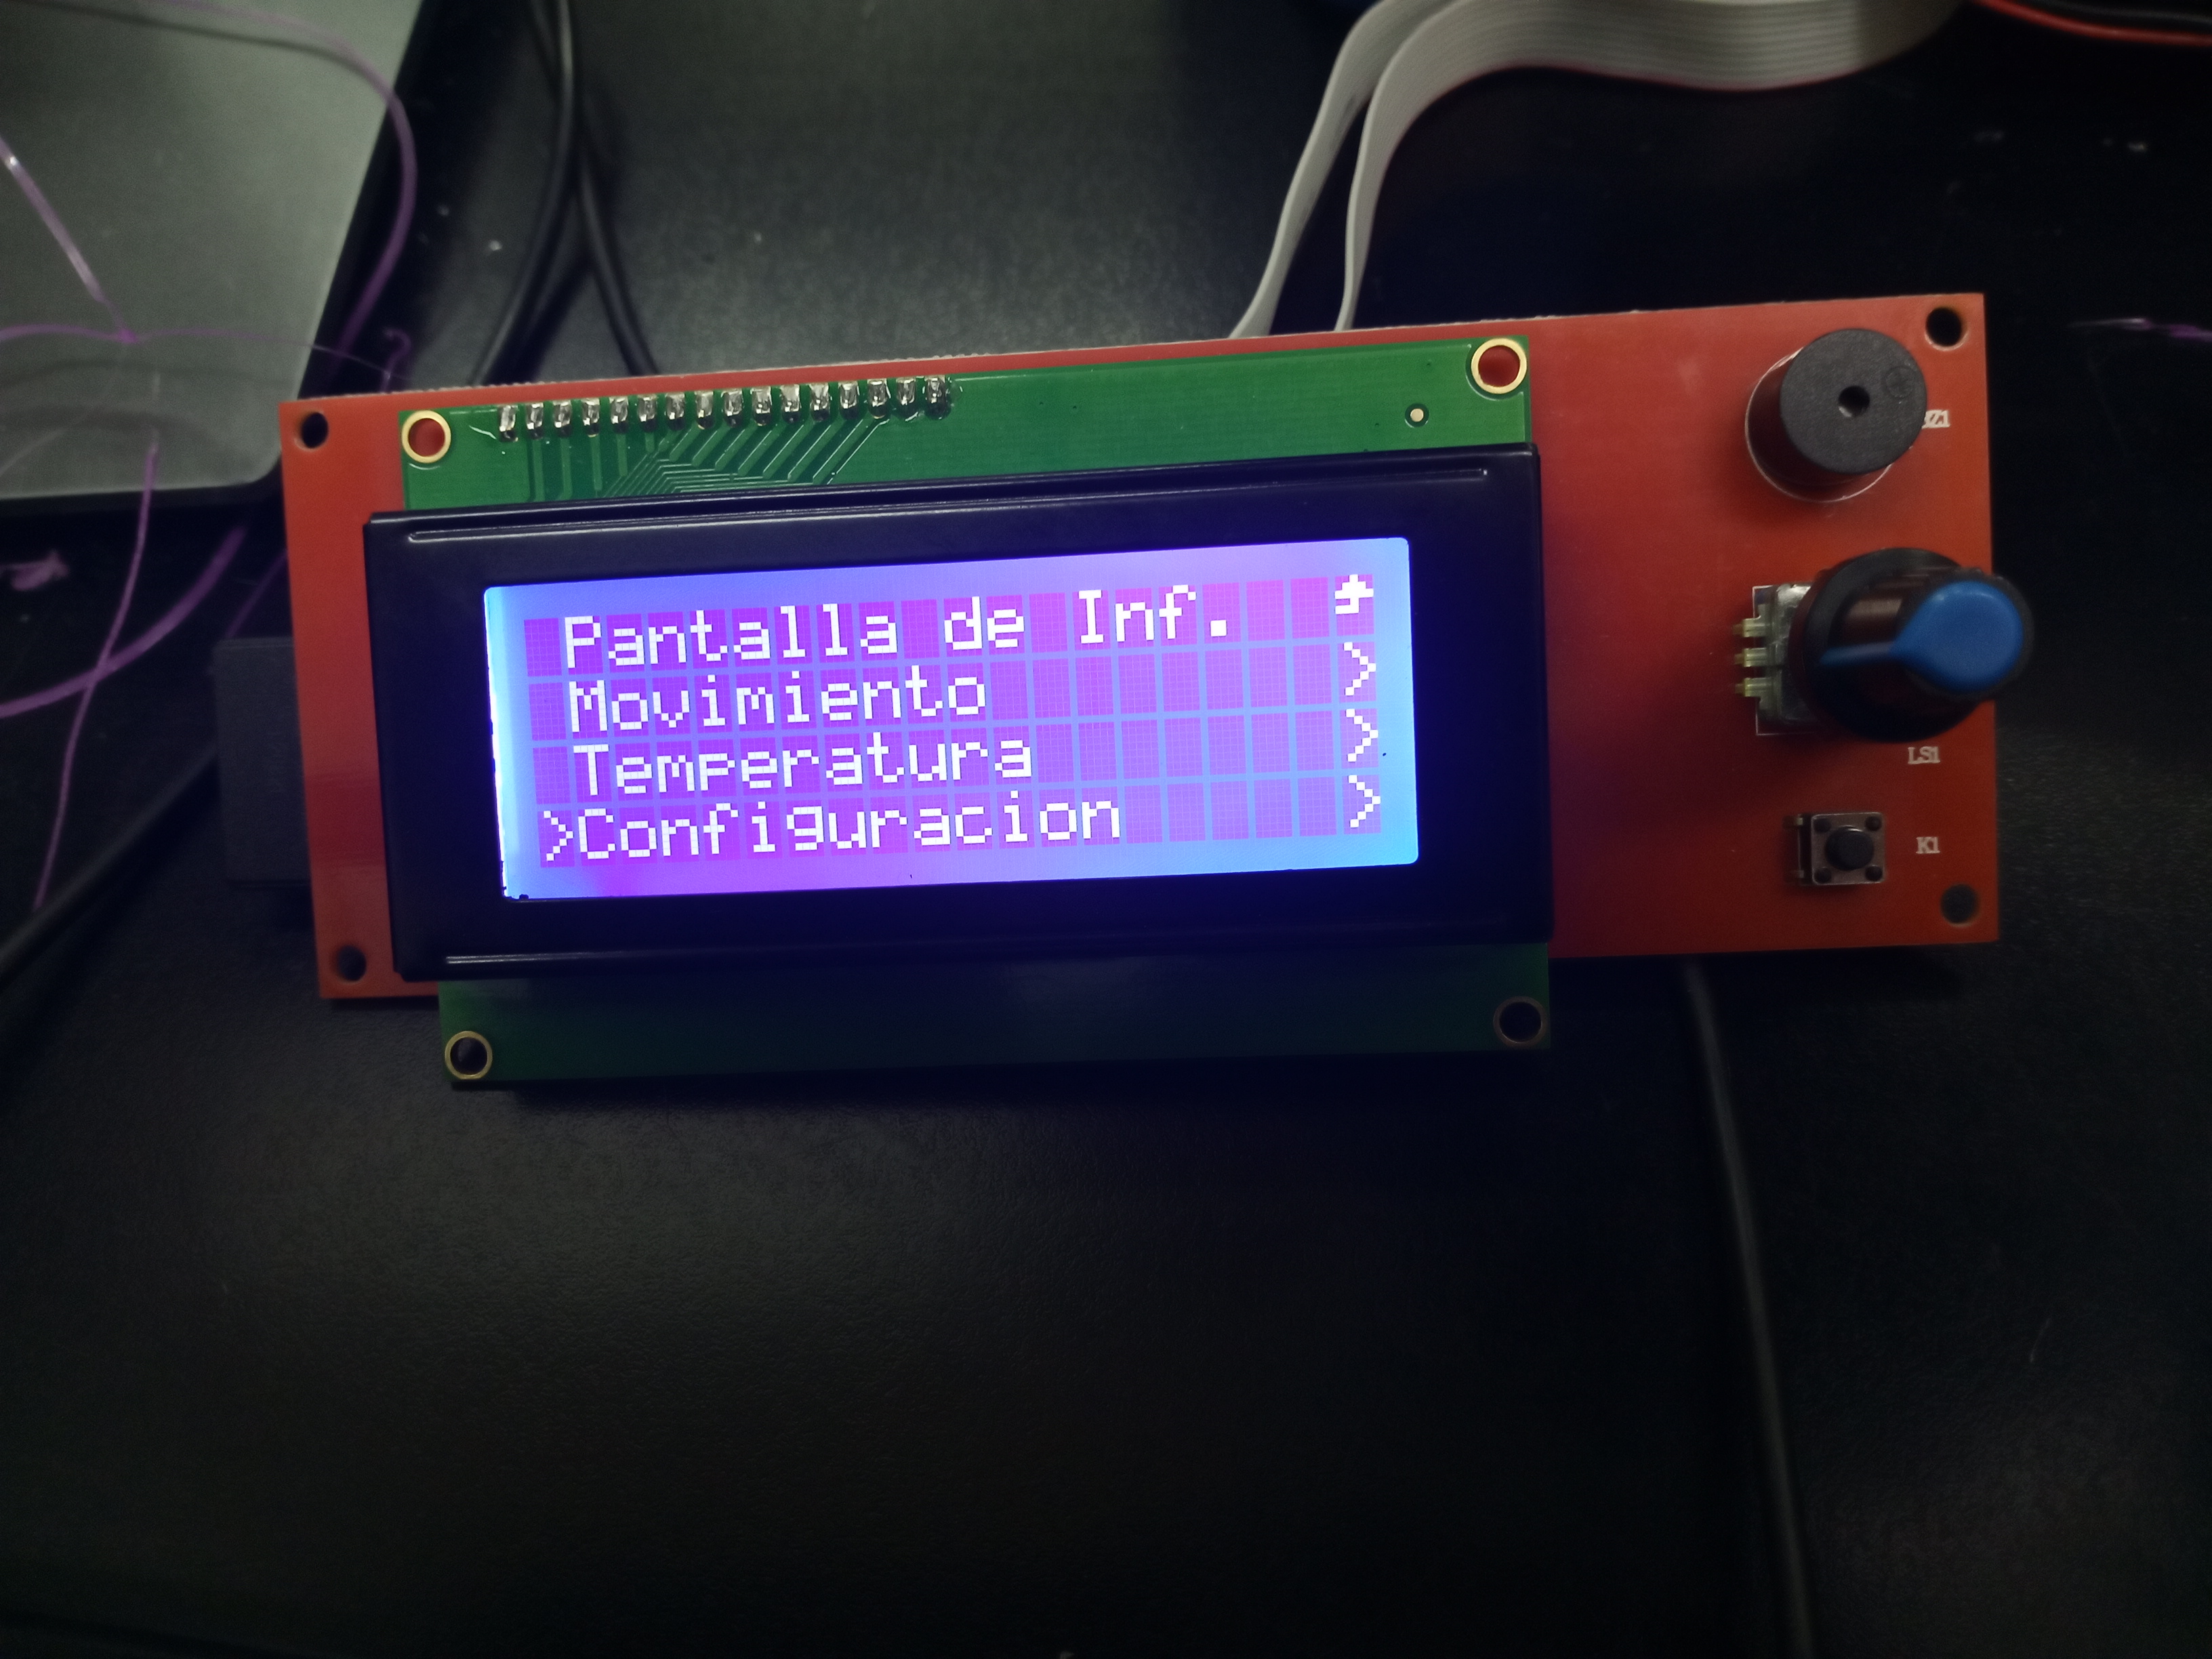 Pantalla de Inf.
Movimiento >
Temperatura >
>Configuracion >
LS1
K1